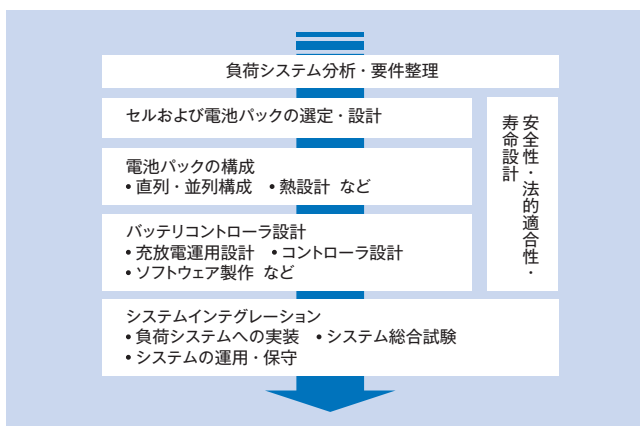 負荷システム分析・要件整理
セルおよび電池パックの選定・設計
電池パックの構成
• 直列・並列構成 • 熱設計 など
バッテリコントローラ設計
• 充放電運用設計 • コントローラ設計
• ソフトウェア製作 など
安全性・法的適合性・
寿命設計
システムインテグレーション
• 負荷システムへの実装 • システム総合試験
• システムの運用・保守